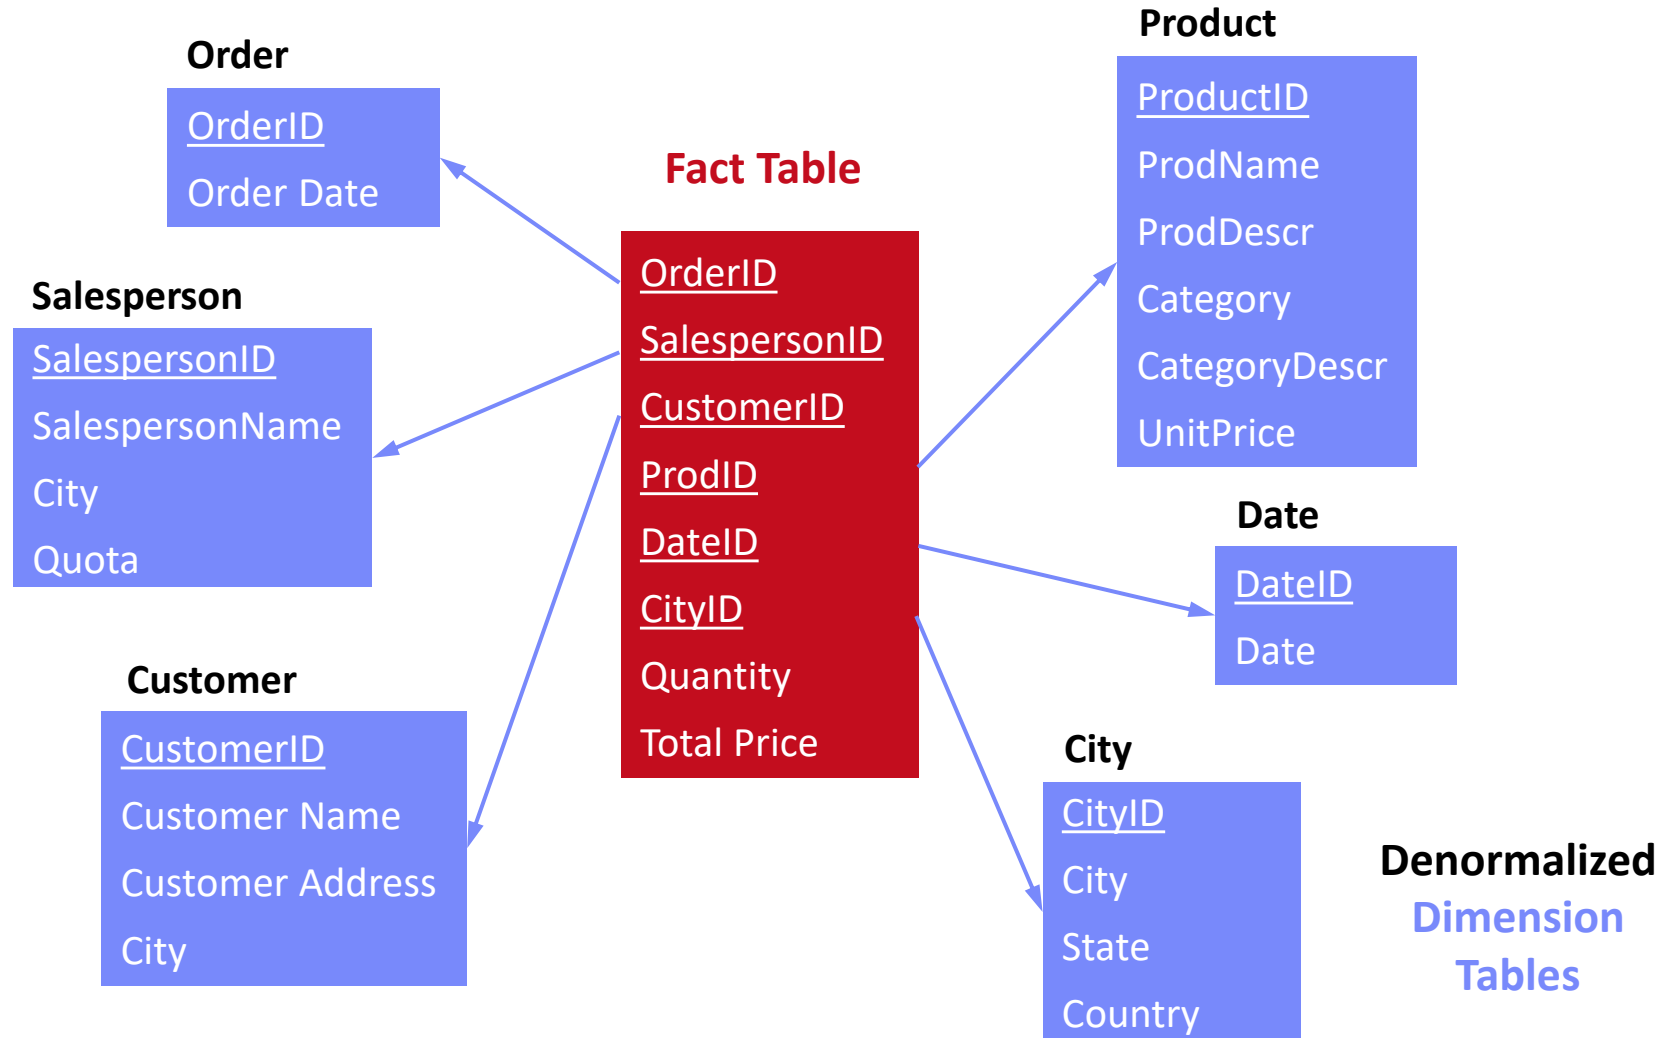 Order
OrderID
Order Date
Salesperson
SalespersonID
SalespersonName
City
Quota
Customer
CustomerID
Customer Name
Customer Address
City
Fact Table
OrderID
SalespersonID
CustomerID
ProdID
DateID
CityID
Quantity
Total Price
Product
ProductID
ProdName
ProdDescr
Category
CategoryDescr
UnitPrice
Date
DateID
Date
City
CityID
City
State
Country
Denormalized
Dimension
Tables